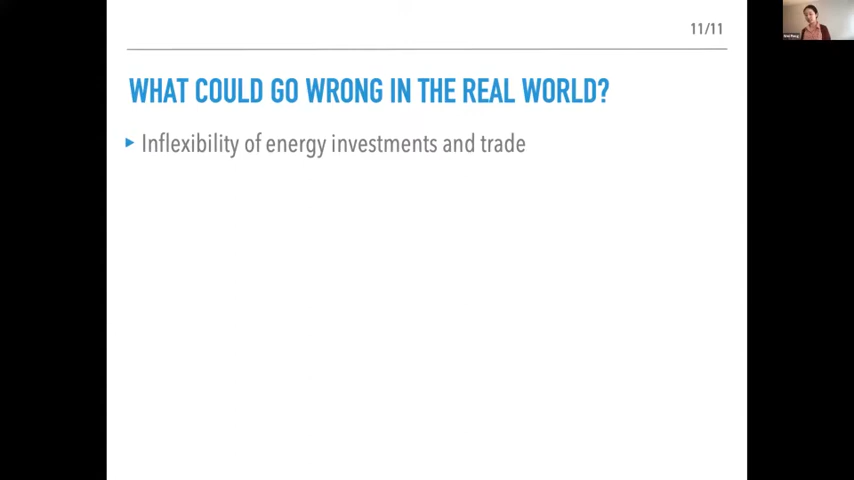 11/11
WHAT COULD GO WRONG IN THE REAL WORLD?
▸ Inflexibility of energy investments and trade